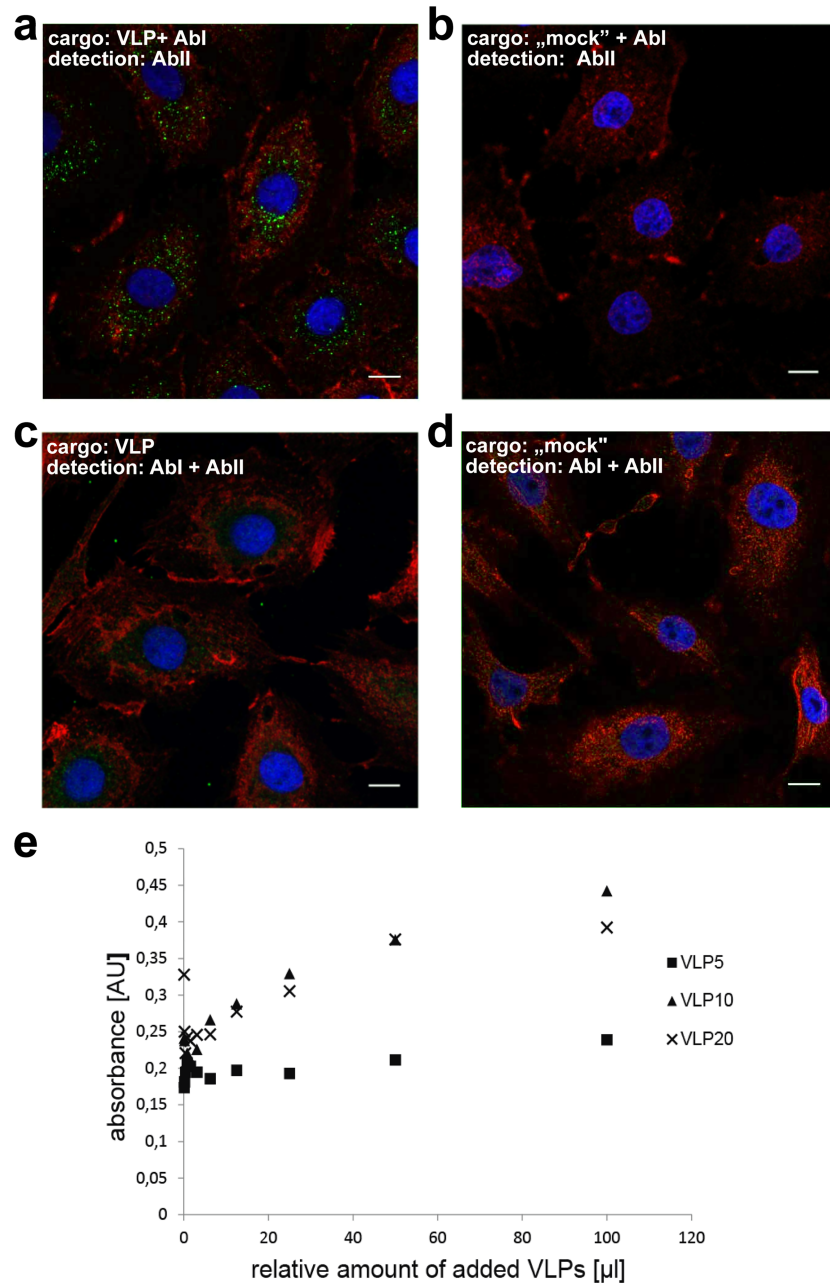 a
cargo: VLP+ AbI
detection: AbII
b
cargo: „mock” + AbI
detection:  AbII
c
cargo: VLP
detection: AbI + AbII
d
cargo: „mock"
detection: AbI + AbII
e
0,5
0,45
0,4
0,35
0,3
0,25
0,2
0,15
0,1
0,05
0
absorbance [AU]
VLP5
VLP10
VLP20
0
20
40
60
80
100
120
relative amount of added VLPs [µl]